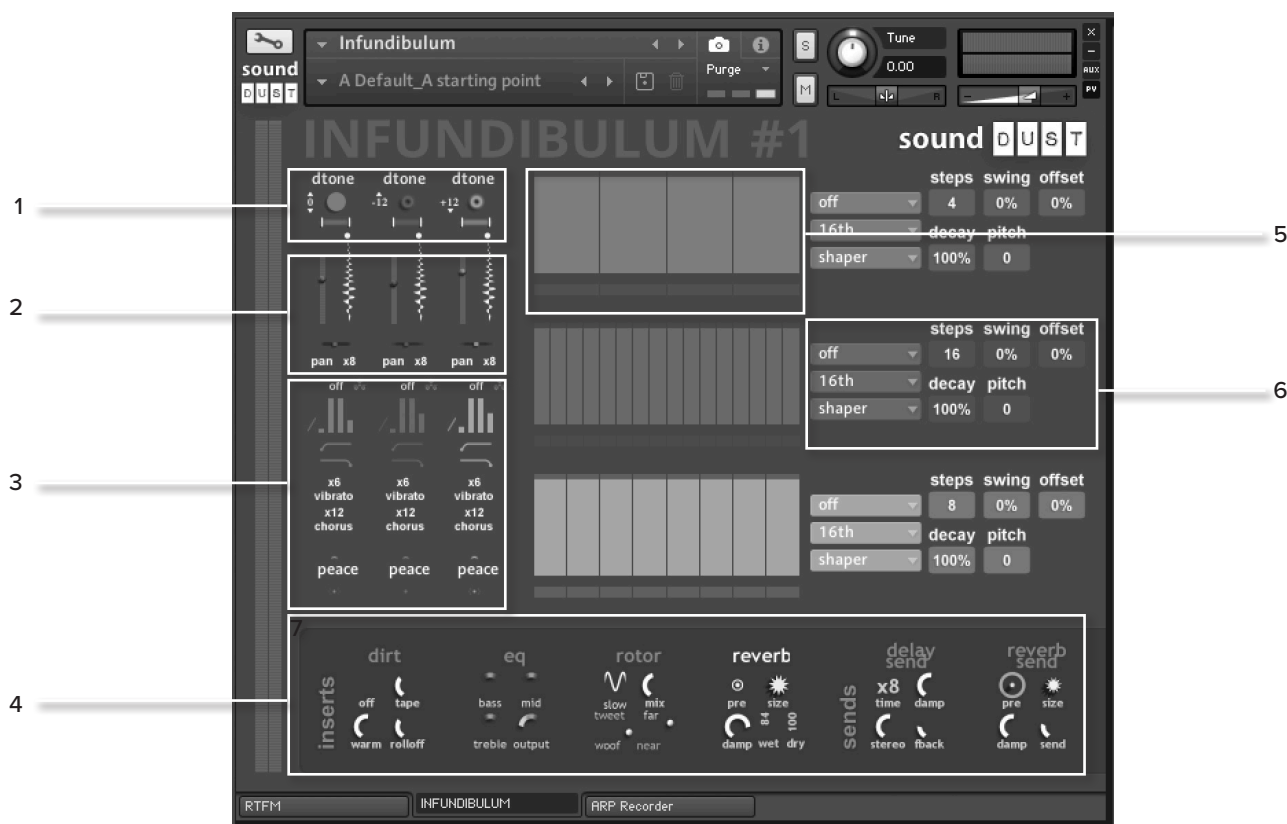 Infundibulum
S
Tune
sound
DUST
A Default_A starting point
Purge
0.00
AUX
PV
M
L R
- +
INFUNDIBULUM #1
sound DUST
1
dtone dtone dtone
0 -12 +12
steps swing offset
off 4 0% 0%
16th decay pitch
shaper 100% 0
5
2
pan x8 pan x8 pan x8
steps swing offset
off 16 0% 0%
16th decay pitch
shaper 100% 0
6
off off off
3
x6 x6 x6
vibrato vibrato vibrato
x12 x12 x12
chorus chorus chorus
peace peace peace
steps swing offset
off 8 0% 0%
16th decay pitch
shaper 100% 0
7
4
inserts
dirt
off tape
warm rolloff
eq
bass mid
treble output
rotor
slow mix
tweet far
woof near
reverb
pre size
84 100
damp wet dry
sends
delay send
x8
time damp
stereo fback
reverb send
pre size
damp send
RTFM INFUNDIBULUM ARP Recorder